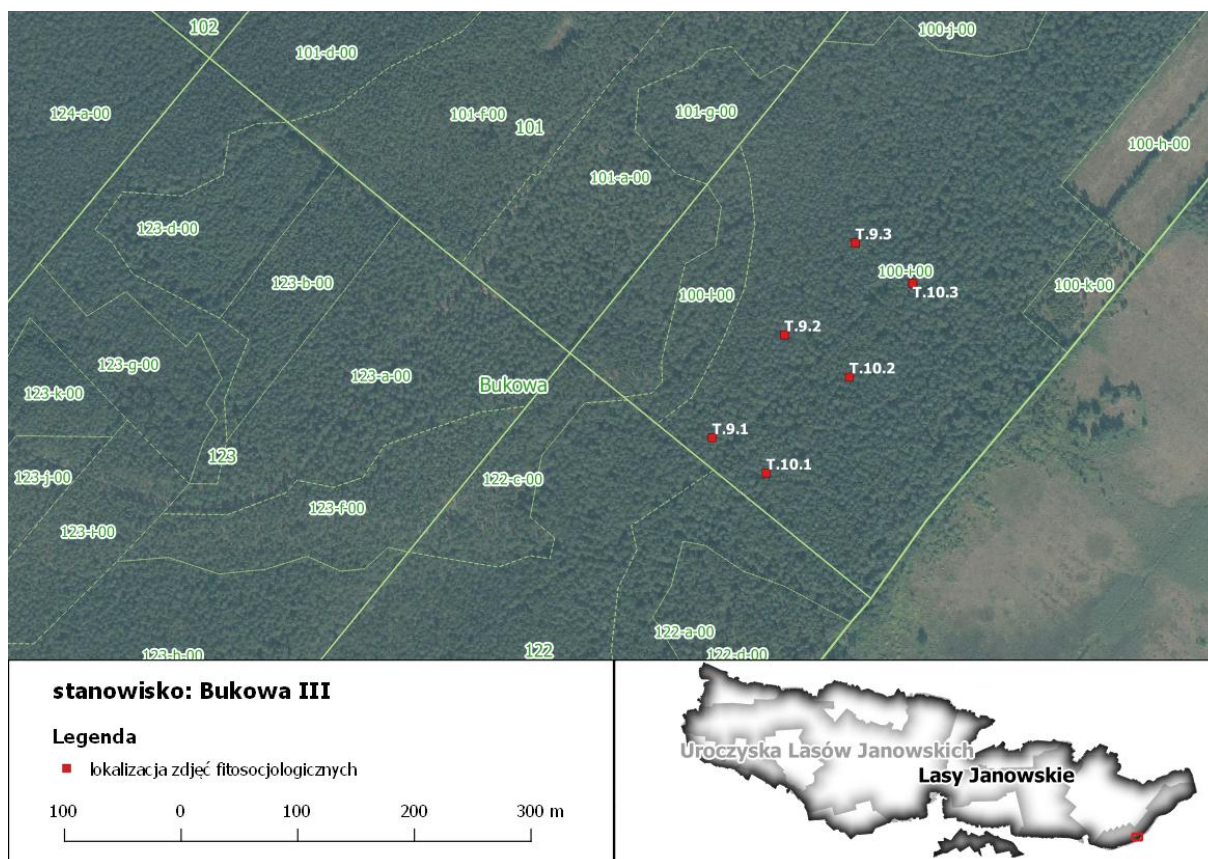 102
100-j-00
101-d-00
124-a-00
101-f-00
101-g-00
101
100-h-00
101-a-00
123-d-00
T.9.3
100-i-00
123-b-00
T.10.3
100-k-00
100-l-00
T.9.2
123-g-00
123-a-00
Bukowa
T.10.2
123-k-00
T.9.1
123
123-j-00
T.10.1
122-c-00
123-f-00
123-i-00
122-a-00
123-h-00
122
122-d-00
stanowisko: Bukowa III
Legenda
lokalizacja zdjęć fitosocjologicznych
100 0 100 200 300 m
Uroczyska Lasów Janowskich
Lasy Janowskie